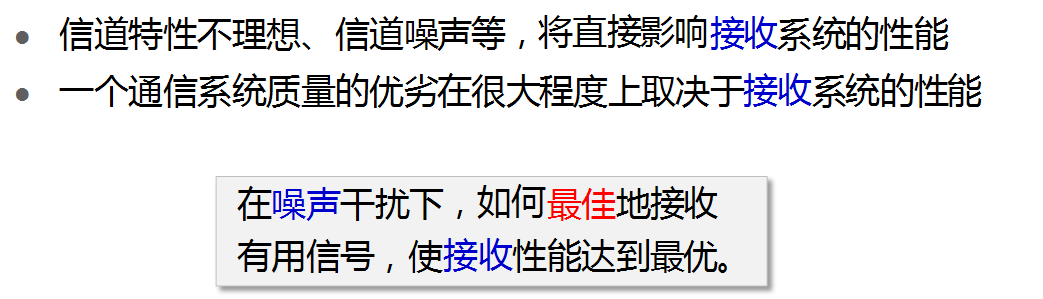 信道特性不理想、信道噪声等，将直接影响接收系统的性能
一个通信系统质量的优劣在很大程度上取决于接收系统的性能
在噪声干扰下，如何最佳地接收
有用信号，使接收性能达到最优。